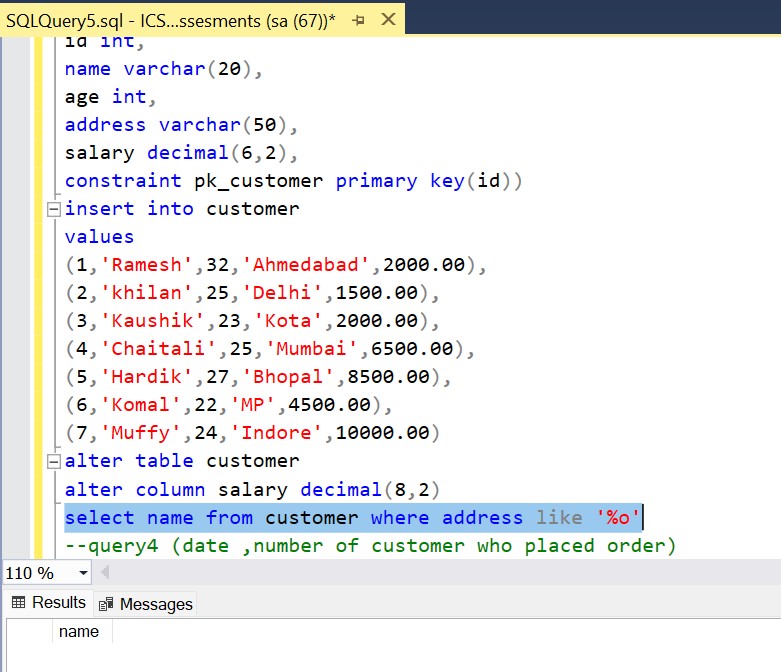 SQLQuery5.sql - ICS...ssesments (sa (67))*
id int,
name varchar(20),
age int,
address varchar(50),
salary decimal(6,2),
constraint pk_customer primary key(id))
insert into customer
values
(1,'Ramesh',32,'Ahmedabad',2000.00),
(2,'khilan',25,'Delhi',1500.00),
(3,'Kaushik',23,'Kota',2000.00),
(4,'Chaitali',25,'Mumbai',6500.00),
(5,'Hardik',27,'Bhopal',8500.00),
(6,'Komal',22,'MP',4500.00),
(7,'Muffy',24,'Indore',10000.00)
alter table customer
alter column salary decimal(8,2)
select name from customer where address like '%o'
--query4 (date ,number of customer who placed order)
110 %
Results Messages
name